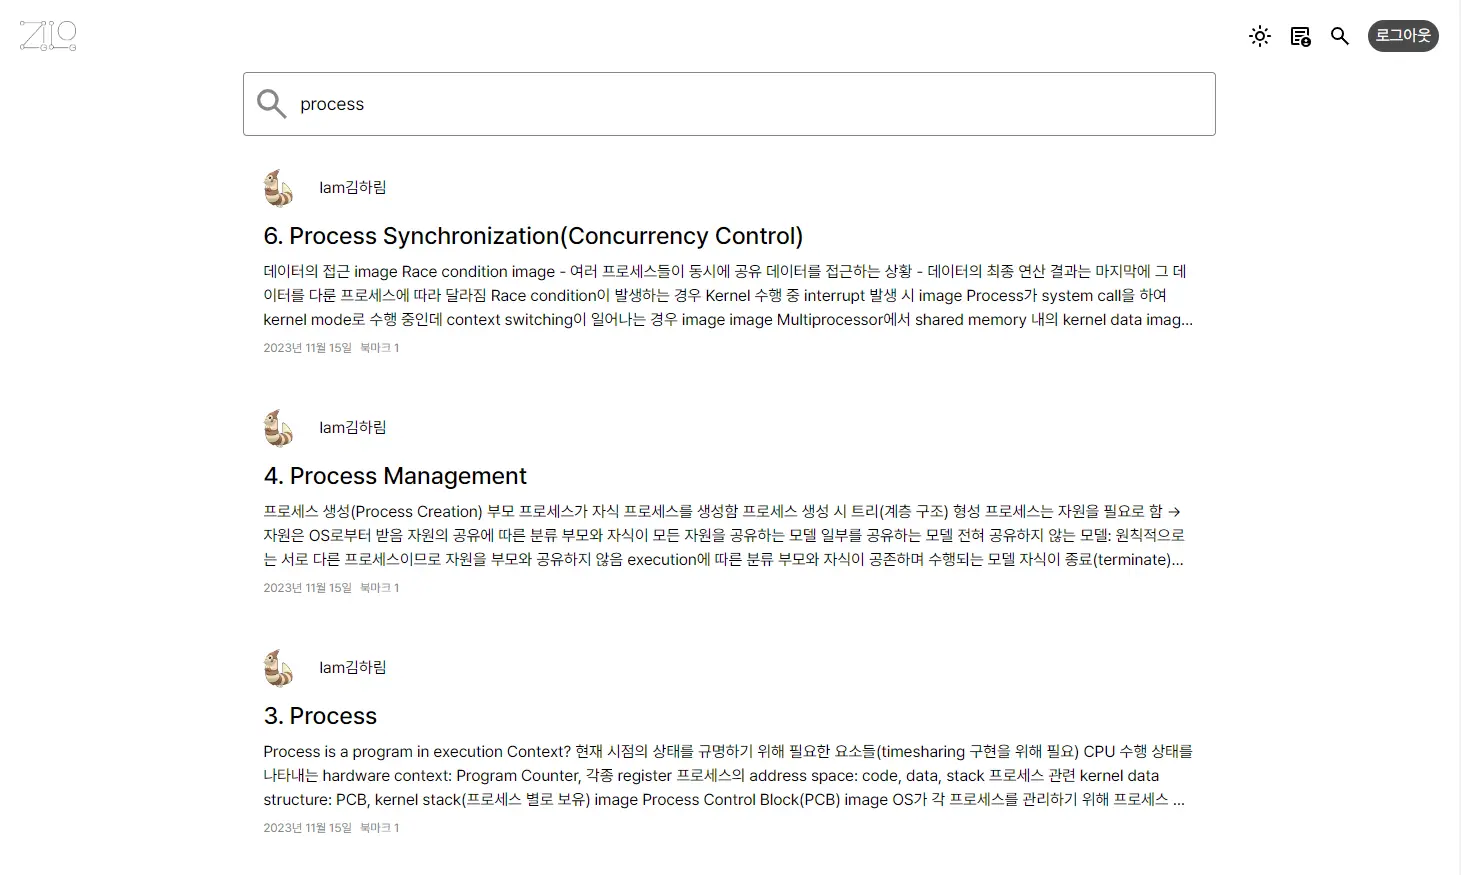 ZILO
로그아웃
process
Iam김하림
6. Process Synchronization(Concurrency Control)
데이터의 접근 image Race condition image - 여러 프로세스들이 동시에 공유 데이터를 접근하는 상황 - 데이터의 최종 연산 결과는 마지막에 그 데
이터를 다룬 프로세스에 따라 달라짐 Race condition이 발생하는 경우 Kernel 수행 중 interrupt 발생 시 image Process가 system call을 하여
kernel mode로 수행 중인데 context switching이 일어나는 경우 image image Multiprocessor에서 shared memory 내의 kernel data imag...
2023년 11월 15일 북마크 1
Iam김하림
4. Process Management
프로세스 생성(Process Creation) 부모 프로세스가 자식 프로세스를 생성함 프로세스 생성 시 트리(계층 구조) 형성 프로세스는 자원을 필요로 함 →
자원은 OS로부터 받음 자원의 공유에 따른 분류 부모와 자식이 모든 자원을 공유하는 모델 일부를 공유하는 모델 전혀 공유하지 않는 모델: 원칙적으로
는 서로 다른 프로세스이므로 자원을 부모와 공유하지 않음 execution에 따른 분류 부모와 자식이 공존하며 수행되는 모델 자식이 종료(terminate)...
2023년 11월 15일 북마크 1
Iam김하림
3. Process
Process is a program in execution Context? 현재 시점의 상태를 규명하기 위해 필요한 요소들(timesharing 구현을 위해 필요) CPU 수행 상태를
나타내는 hardware context: Program Counter, 각종 register 프로세스의 address space: code, data, stack 프로세스 관련 kernel data
structure: PCB, kernel stack(프로세스 별로 보유) image Process Control Block(PCB) image OS가 각 프로세스를 관리하기 위해 프로세스 ...
2023년 11월 15일 북마크 1